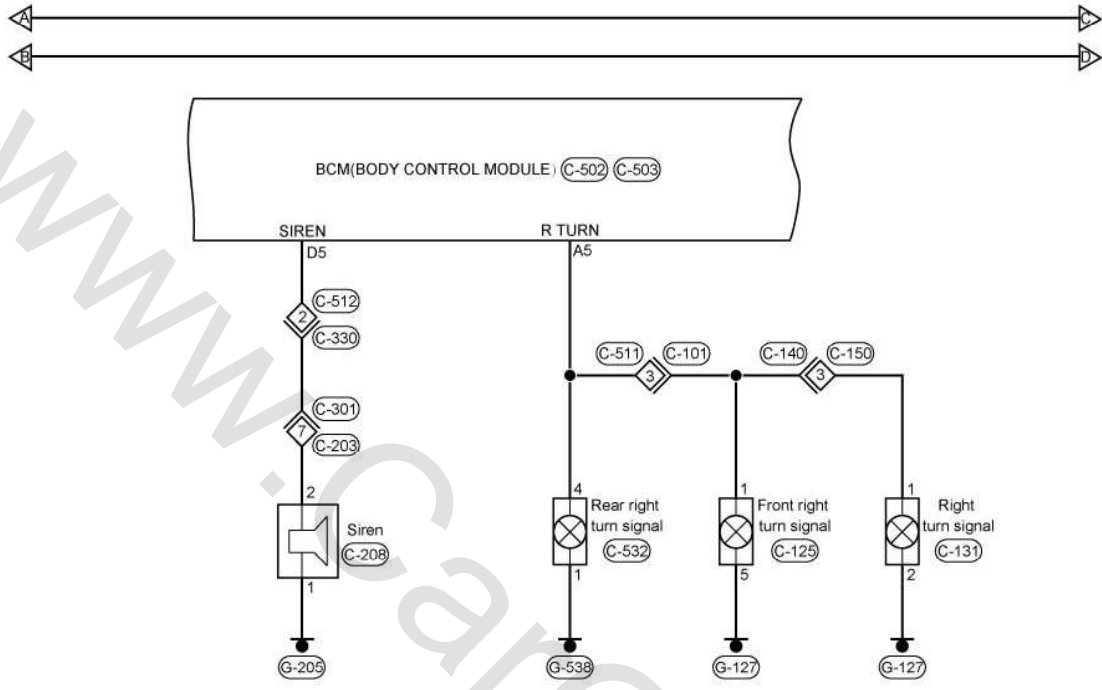 A C
B D
BCM(BODY CONTROL MODULE) C-502 C-503
SIREN R TURN
D5 A5
C-512
2
C-330
C-511 C-101 C-140 C-150
3 3
C-301
7
C-203
2 4 1 1
Rear right Front right Right
Siren turn signal turn signal turn signal
C-208 C-532 C-125 C-131
1 1 5 2
G-205 G-538 G-127 G-127